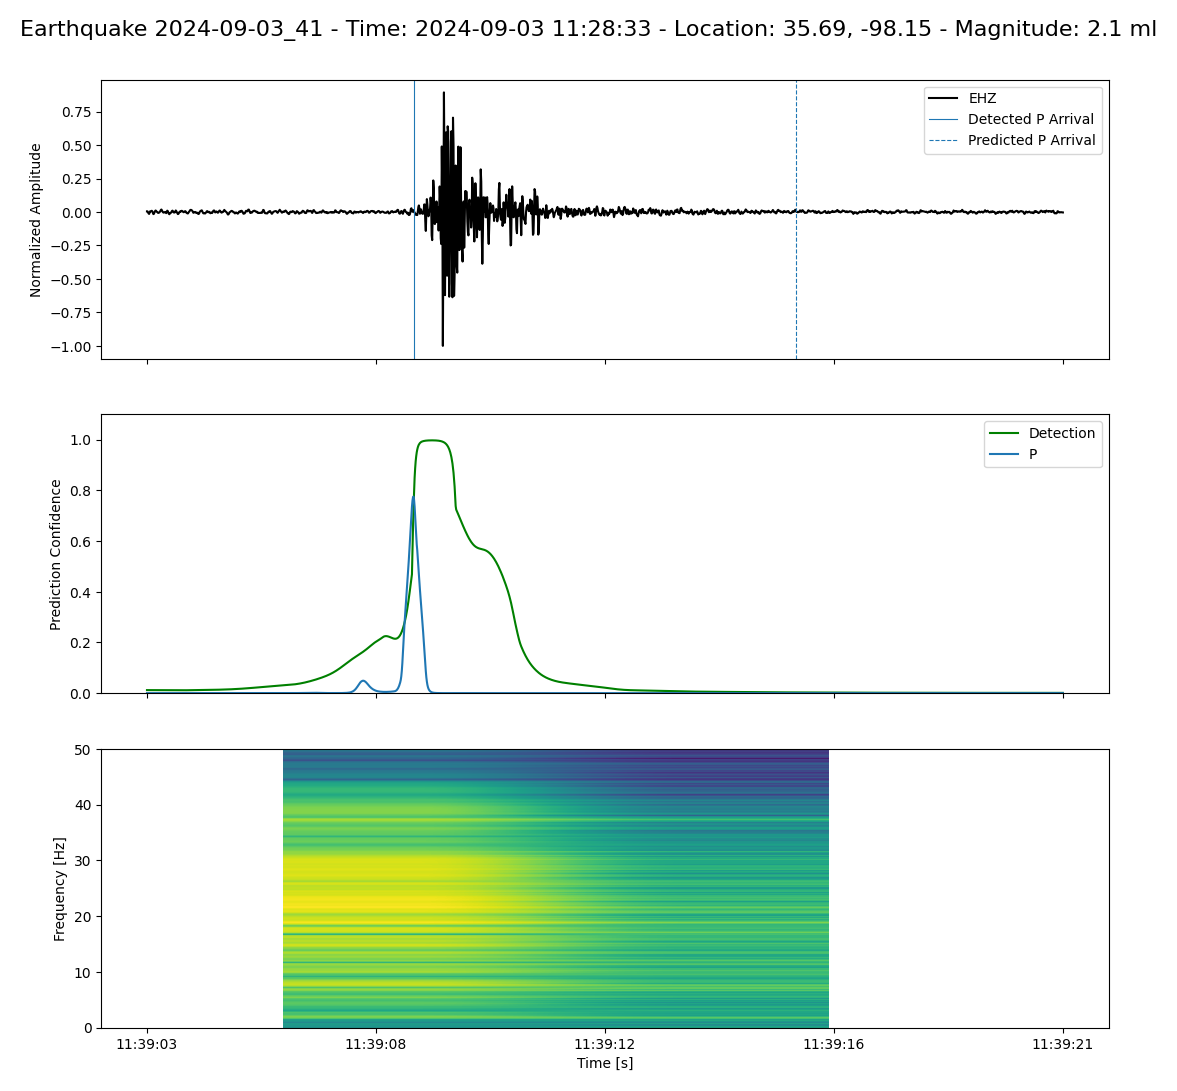 Earthquake 2024-09-03_41 - Time: 2024-09-03 11:28:33 - Location: 35.69, -98.15 - Magnitude: 2.1 ml
EHZ
Detected P Arrival
Predicted P Arrival
Normalized Amplitude
0.75
0.50
0.25
0.00
−0.25
−0.50
−0.75
−1.00
Detection
P
Prediction Confidence
1.0
0.8
0.6
0.4
0.2
0.0
Frequency [Hz]
50
40
30
20
10
0
11:39:03 11:39:08 11:39:12 11:39:16 11:39:21
Time [s]